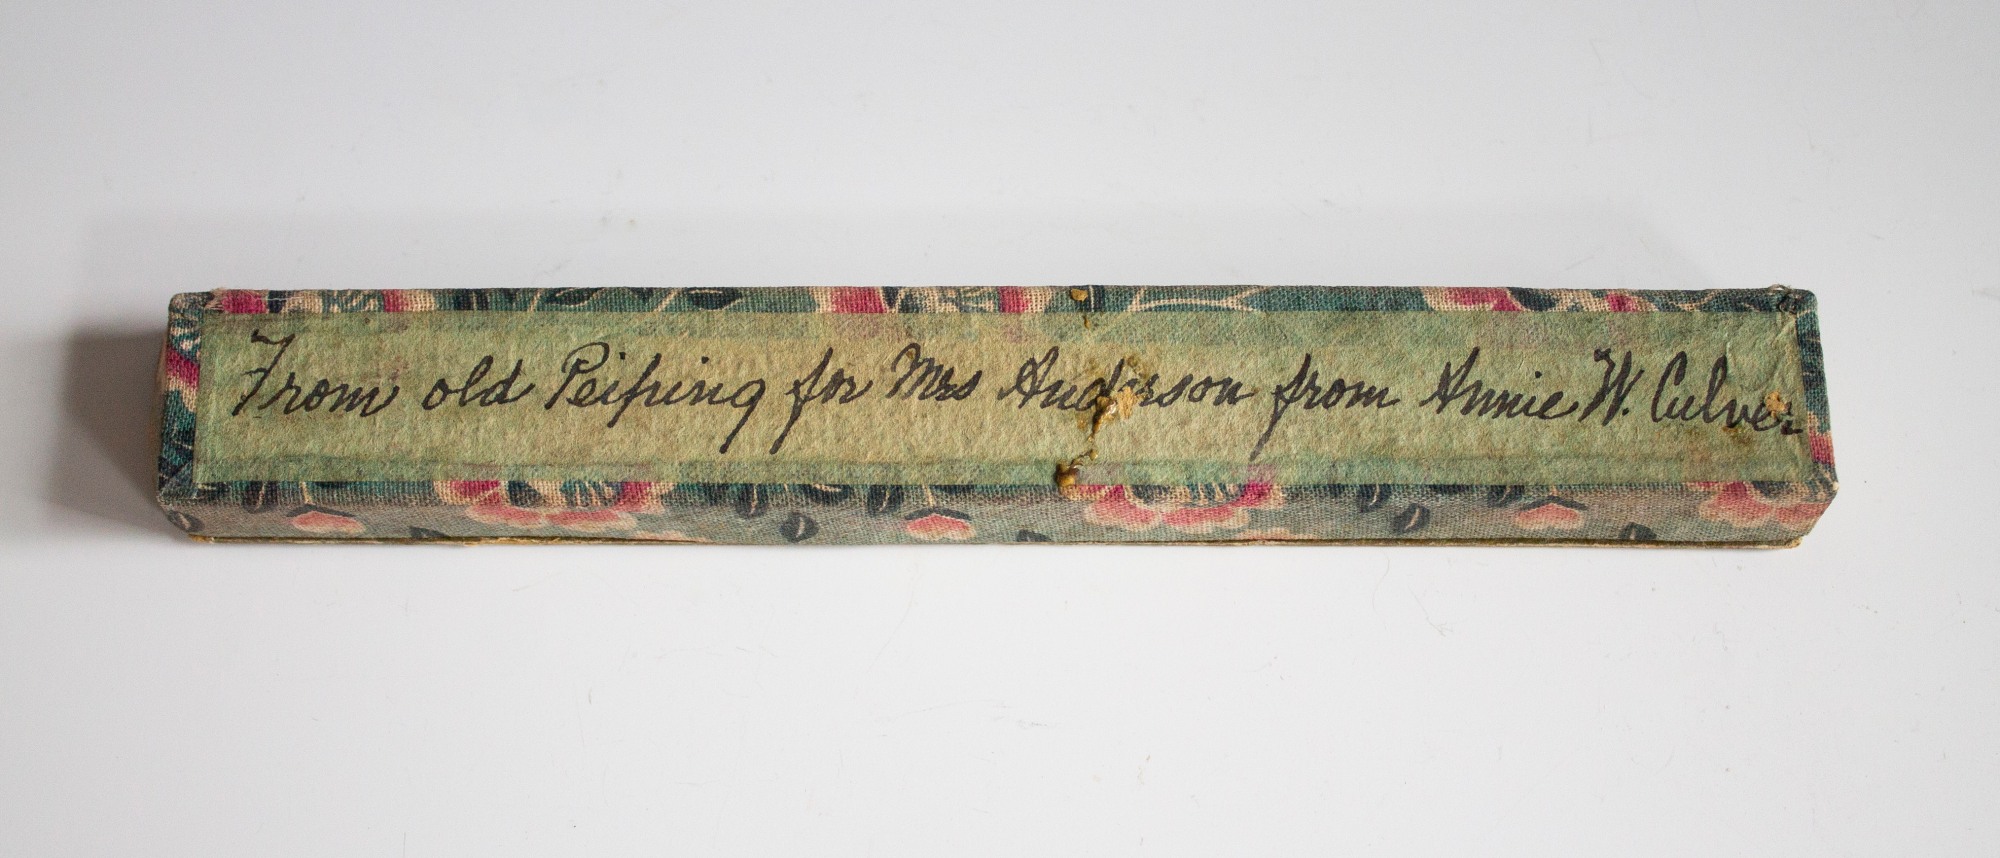 From old Peiping for Mrs Anderson from Annie W. Culver